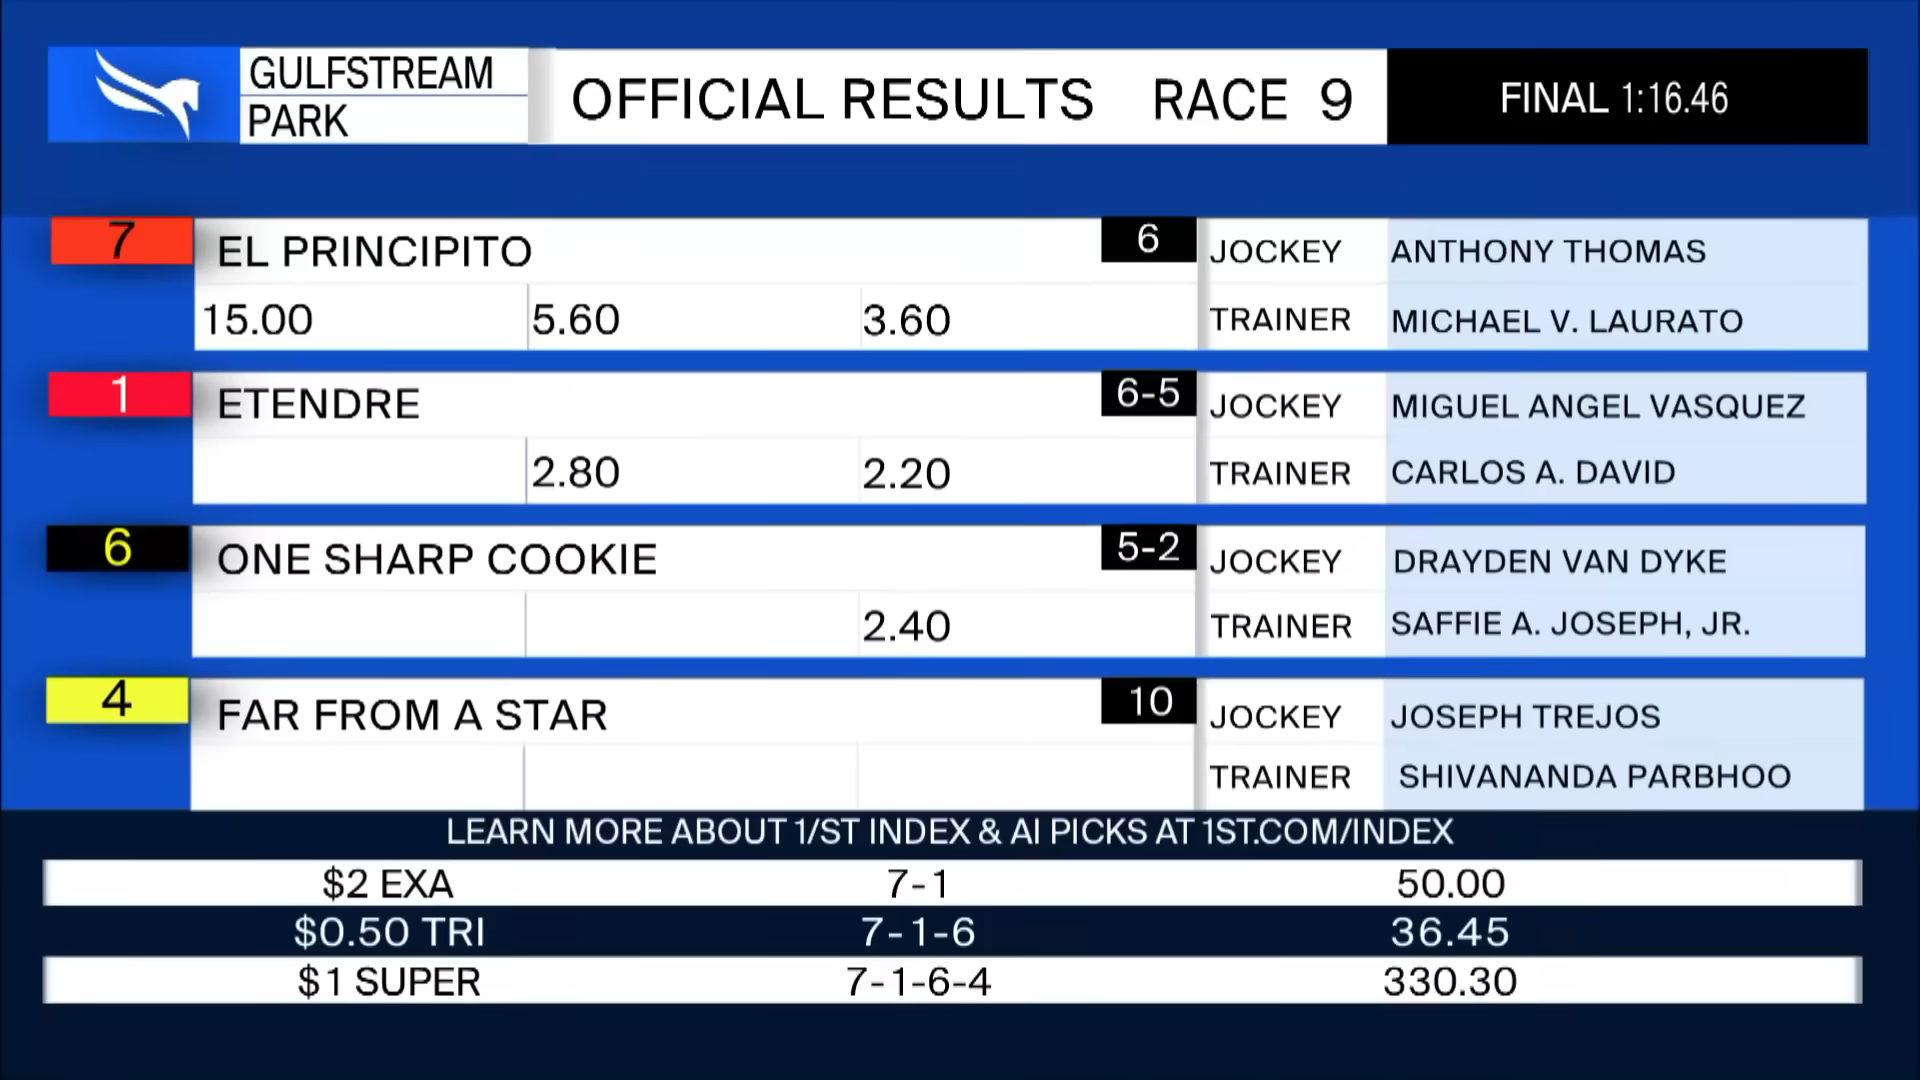 GULFSTREAM
PARK
OFFICIAL RESULTS RACE 9
FINAL 1:16.46
7 EL PRINCIPITO 6 JOCKEY ANTHONY THOMAS
15.00 5.60 3.60 TRAINER MICHAEL V. LAURATO
1 ETENDRE 6-5 JOCKEY MIGUEL ANGEL VASQUEZ
2.80 2.20 TRAINER CARLOS A. DAVID
6 ONE SHARP COOKIE 5-2 JOCKEY DRAYDEN VAN DYKE
2.40 TRAINER SAFFIE A. JOSEPH, JR.
4 FAR FROM A STAR 10 JOCKEY JOSEPH TREJOS
TRAINER SHIVANANDA PARBHOO
LEARN MORE ABOUT 1/ST INDEX & AI PICKS AT 1ST.COM/INDEX
$2 EXA 7-1 50.00
$0.50 TRI 7-1-6 36.45
$1 SUPER 7-1-6-4 330.30